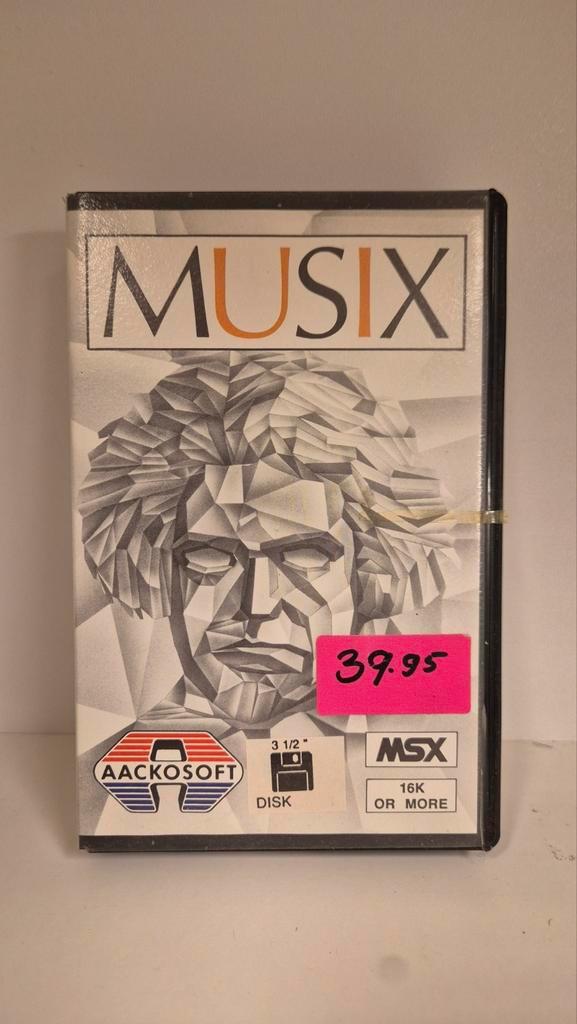 MUSIX
39.95
AACKOSOFT
3 1/2"
DISK
MSX
16K
OR MORE